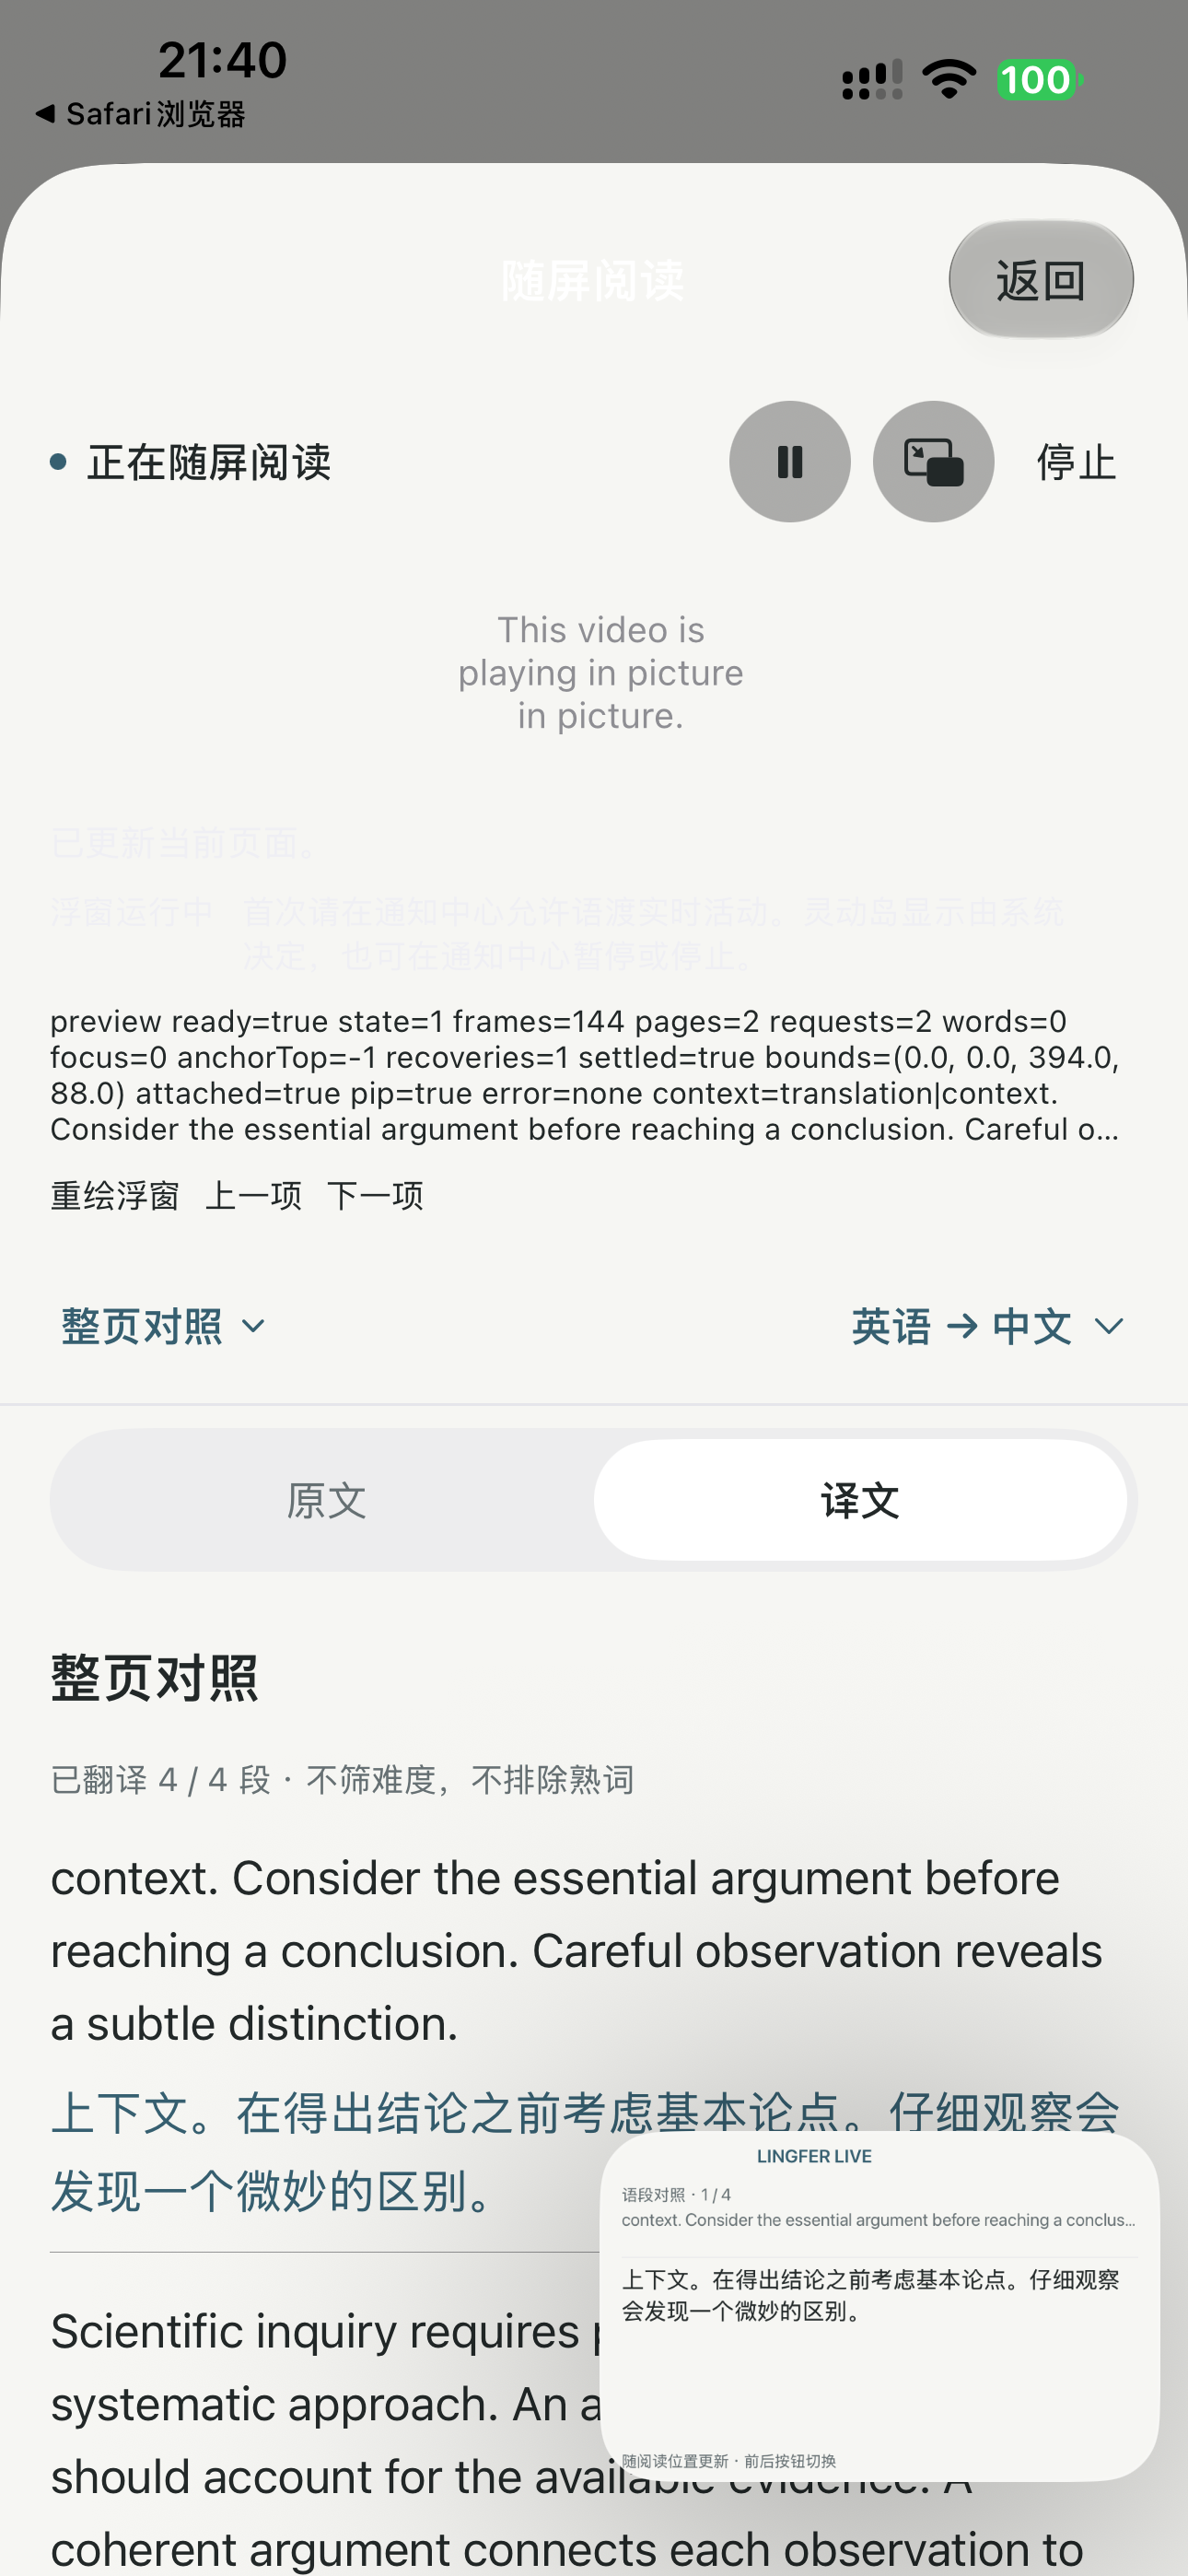 21:40
100
◀ Safari浏览器
随屏阅读
返回
正在随屏阅读
停止
This video is
playing in picture
in picture.
已更新当前页面。
浮窗运行中 首次请在通知中心允许语渡实时活动。灵动岛显示由系统
决定，也可在通知中心暂停或停止。
preview ready=true state=1 frames=144 pages=2 requests=2 words=0
focus=0 anchorTop=-1 recoveries=1 settled=true bounds=(0.0, 0.0, 394.0,
88.0) attached=true pip=true error=none context=translation|context.
Consider the essential argument before reaching a conclusion. Careful o...
重绘浮窗 上一项 下一项
整页对照
英语 → 中文
原文
译文
整页对照
已翻译 4 / 4 段 · 不筛难度，不排除熟词
context. Consider the essential argument before
reaching a conclusion. Careful observation reveals
a subtle distinction.
上下文。在得出结论之前考虑基本论点。仔细观察会
发现一个微妙的区别。
Scientific inquiry requires
systematic approach. An
should account for the available evidence. A
coherent argument connects each observation to
LINGFER LIVE
语段对照 · 1 / 4
context. Consider the essential argument before reaching a conclus...
上下文。在得出结论之前考虑基本论点。仔细观察
会发现一个微妙的区别。
随阅读位置更新 · 前后按钮切换